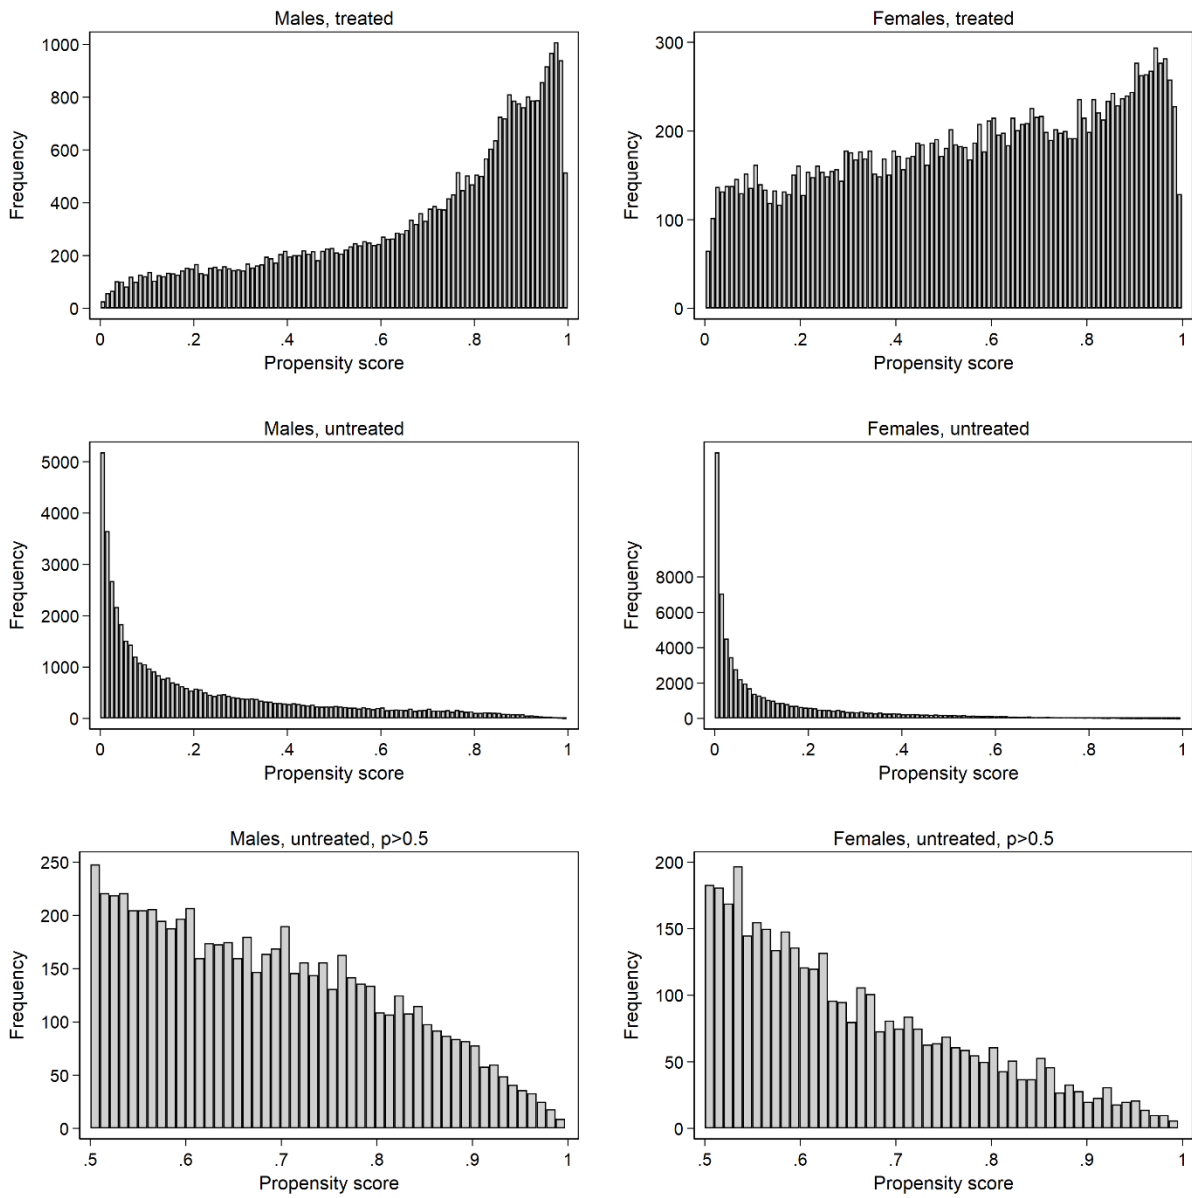 Males, treated
Frequency
1000
800
600
400
200
0
0 .2 .4 .6 .8 1
Propensity score
Females, treated
Frequency
300
200
100
0
0 .2 .4 .6 .8 1
Propensity score
Males, untreated
Frequency
5000
4000
3000
2000
1000
0
0 .2 .4 .6 .8 1
Propensity score
Females, untreated
Frequency
8000
6000
4000
2000
0
0 .2 .4 .6 .8 1
Propensity score
Males, untreated, p>0.5
Frequency
250
200
150
100
50
0
.5 .6 .7 .8 .9 1
Propensity score
Females, untreated, p>0.5
Frequency
200
150
100
50
0
.5 .6 .7 .8 .9 1
Propensity score